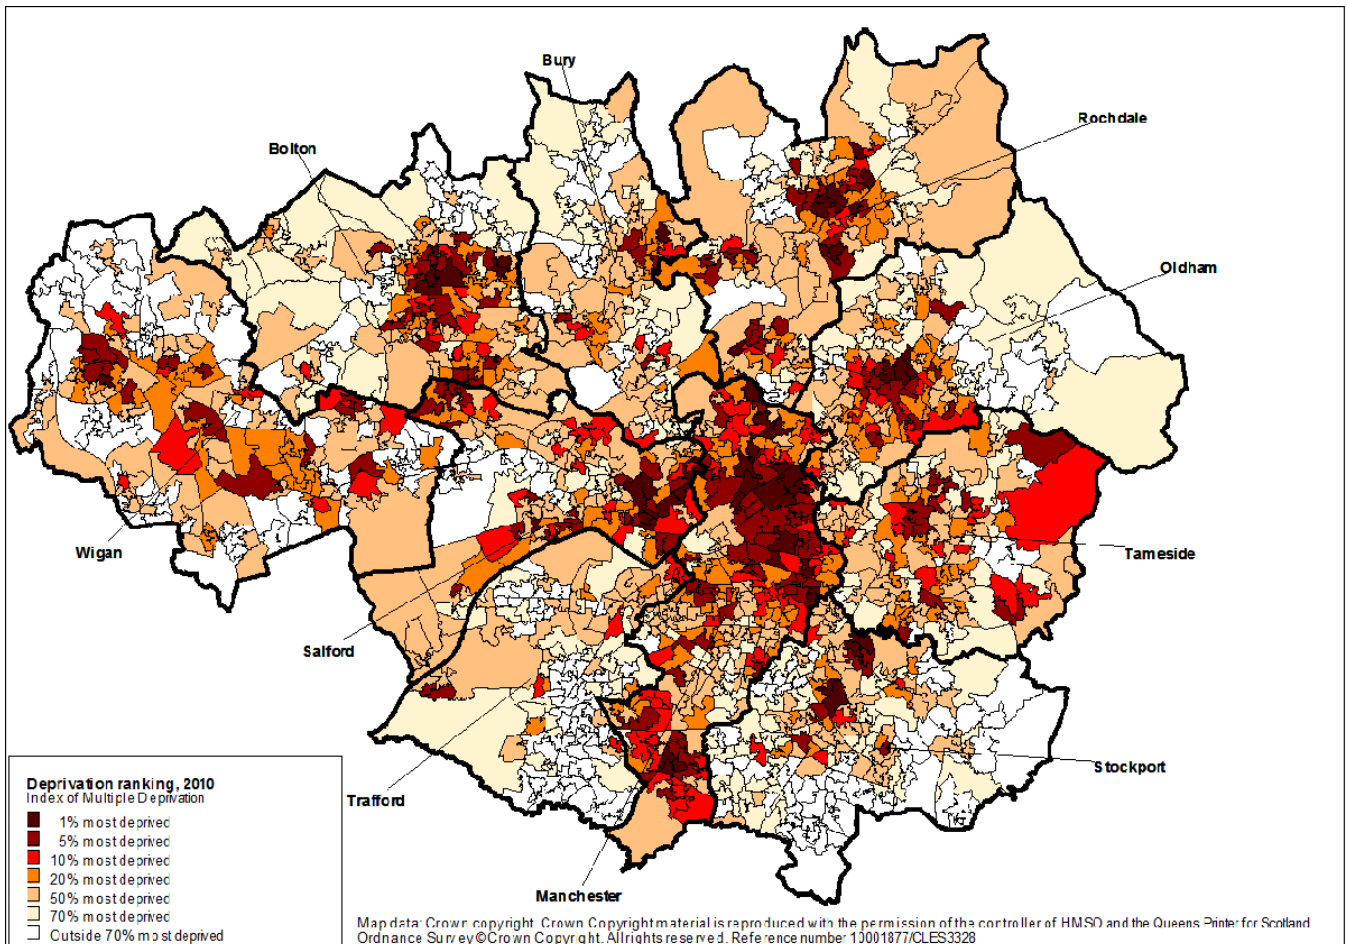 Bury
Rochdale
Bolton
Oldham
Wigan
Tameside
Salford
Stockport
Trafford
Manchester
Deprivation ranking, 2010
Index of Multiple Deprivation
1% most deprived
5% most deprived
10% most deprived
20% most deprived
50% most deprived
70% most deprived
Outside 70% most deprived
Map data: Crown copyright. Crown Copyright material is reproduced with the permission of the controller of HMSO and the Queens Printer for Scotland
Ordnance Survey © Crown Copyright. All rights reserved. Reference number 10001877/CLES3328